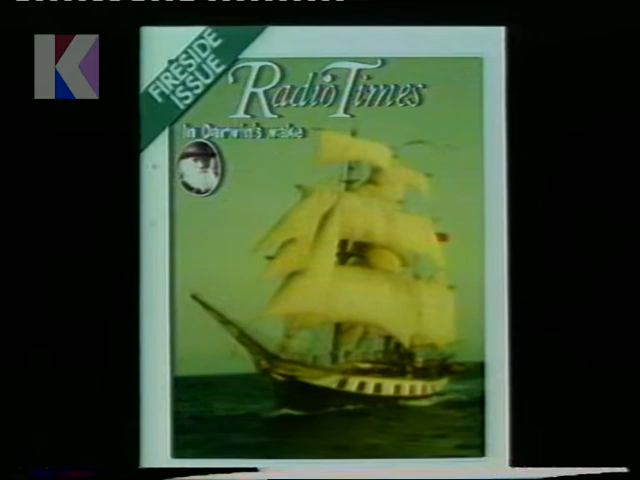 K
FIRESIDE
ISSUE
Radio Times
In Darwin's wake